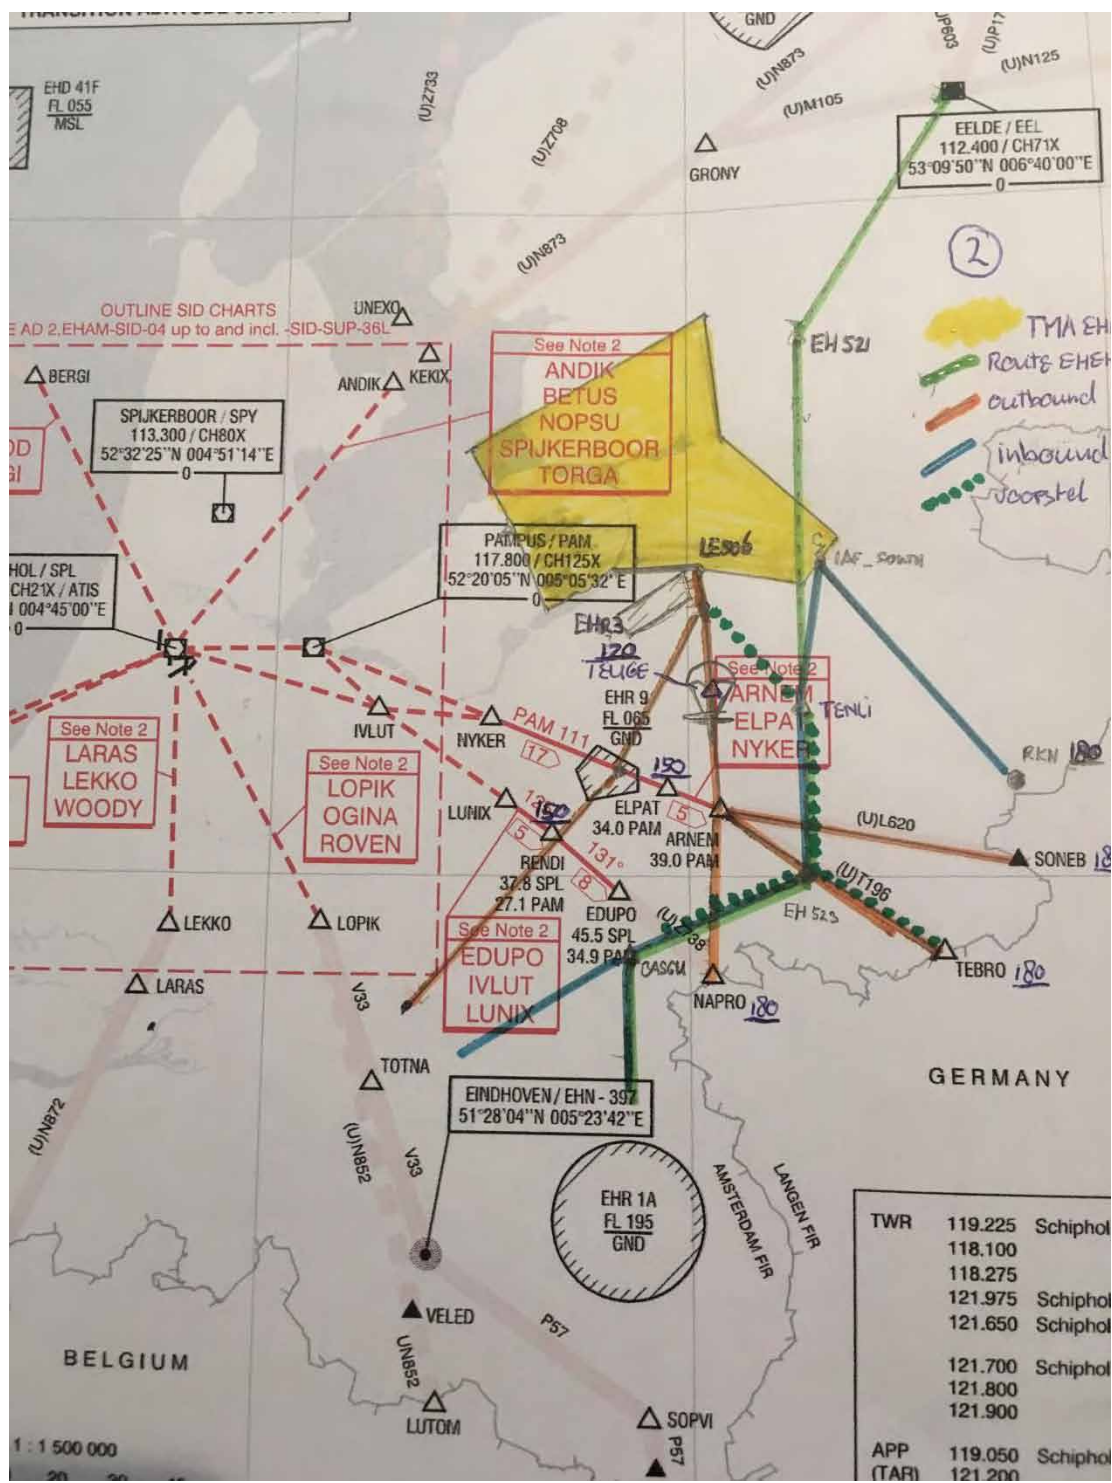 EHD 41F
FL 055
MSL
GND
(U)Z733
(U)Z708
(U)N873
(U)M105
(U)P603
(U)N125
GRONY
EELDE / EEL
112.400 / CH71X
53°09'50"N 006°40'00"E
0
(U)N873
2
OUTLINE SID CHARTS
E AD 2.EHAM-SID-04 up to and incl. -SID-SUP-36L
UNEXO
KEKIX
ANDIK
BERGI
See Note 2
ANDIK
BETUS
NOPSU
SPIJKERBOOR
TORGA
EH 521
TMA EH
Route EHEH
outbound
inbound
voorstel
SPIJKERBOOR / SPY
113.300 / CH80X
52°32'25"N 004°51'14"E
0
OD
GI
PAMPUS / PAM
117.800 / CH125X
52°20'05"N 005°05'32"E
0
LE506
IAF_SOUTH
HOL / SPL
CH21X / ATIS
004°45'00"E
0
EHR3
120
TEUGE
EHR 9
FL 065
GND
See Note 2
ARNEM
ELPAT
NYKER
TENLI
RKN 180
IVLUT
NYKER
PAM 111
17
See Note 2
LARAS
LEKKO
WOODY
See Note 2
LOPIK
OGINA
ROVEN
LUNIX
150
5
150
ELPAT
34.0 PAM
5
ARNEM
39.0 PAM
(U)L620
SONEB
RENDI
37.8 SPL
27.1 PAM
131°
8
EDUPO
45.5 SPL
34.9 PAM
(U)Z738
EH 523
(U)T196
TEBRO 180
LEKKO
LOPIK
See Note 2
EDUPO
IVLUT
LUNIX
CASGU
NAPRO 180
LARAS
V33
TOTNA
(U)N872
(U)N852
V33
EINDHOVEN / EHN - 397
51°28'04"N 005°23'42"E
GERMANY
EHR 1A
FL 195
GND
AMSTERDAM FIR
LANGEN FIR
VELED
P57
UN852
BELGIUM
LUTOM
SOPVI
P57
TWR 119.225 Schiphol
118.100
118.275
121.975 Schiphol
121.650 Schiphol
121.700 Schiphol
121.800
121.900
APP 119.050 Schiphol
(TAR) 121.200
1 : 1 500 000